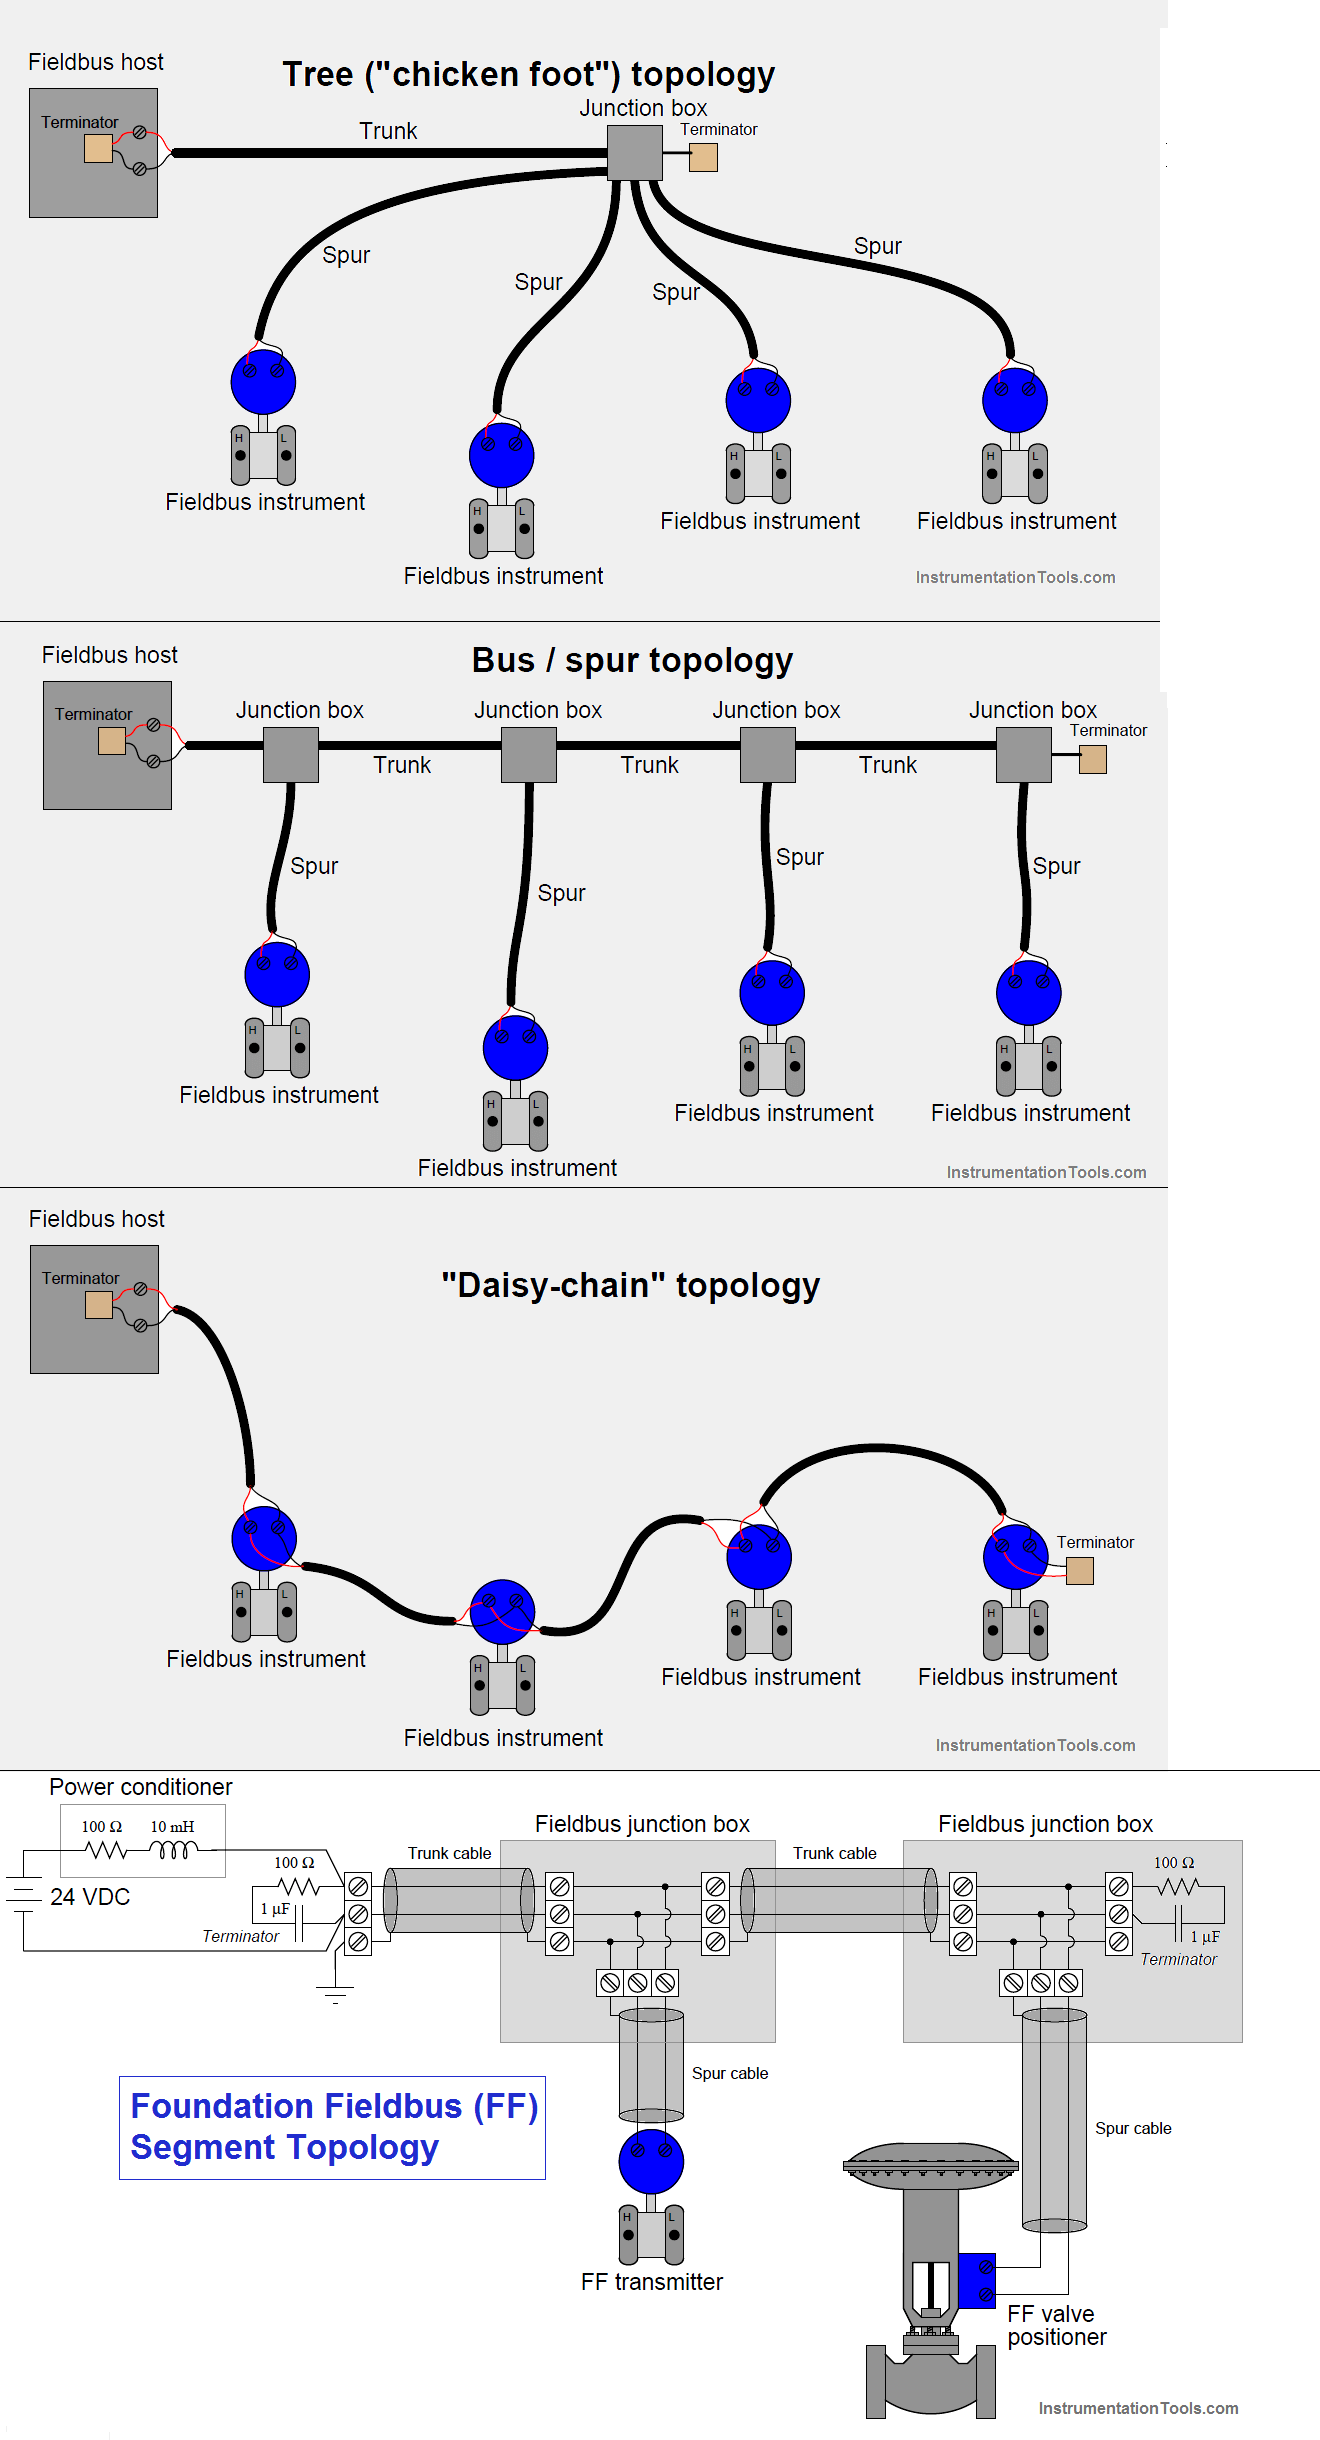 Fieldbus host
Tree ("chicken foot") topology
Junction box
Terminator
Trunk
Terminator
Spur
Spur
Spur
Spur
H L
H L
H L
H L
Fieldbus instrument
Fieldbus instrument
Fieldbus instrument
Fieldbus instrument
InstrumentationTools.com
Fieldbus host
Bus / spur topology
Terminator
Junction box
Junction box
Junction box
Junction box
Terminator
Trunk
Trunk
Trunk
Spur
Spur
Spur
Spur
H L
H L
H L
H L
Fieldbus instrument
Fieldbus instrument
Fieldbus instrument
Fieldbus instrument
InstrumentationTools.com
Fieldbus host
"Daisy-chain" topology
Terminator
Terminator
H L
H L
H L
H L
Fieldbus instrument
Fieldbus instrument
Fieldbus instrument
Fieldbus instrument
InstrumentationTools.com
Power conditioner
100 Ω
10 mH
24 VDC
100 Ω
1 μF
Terminator
Trunk cable
Fieldbus junction box
Trunk cable
Fieldbus junction box
100 Ω
1 μF
Terminator
Spur cable
Spur cable
Foundation Fieldbus (FF)
Segment Topology
H L
FF transmitter
FF valve
positioner
InstrumentationTools.com